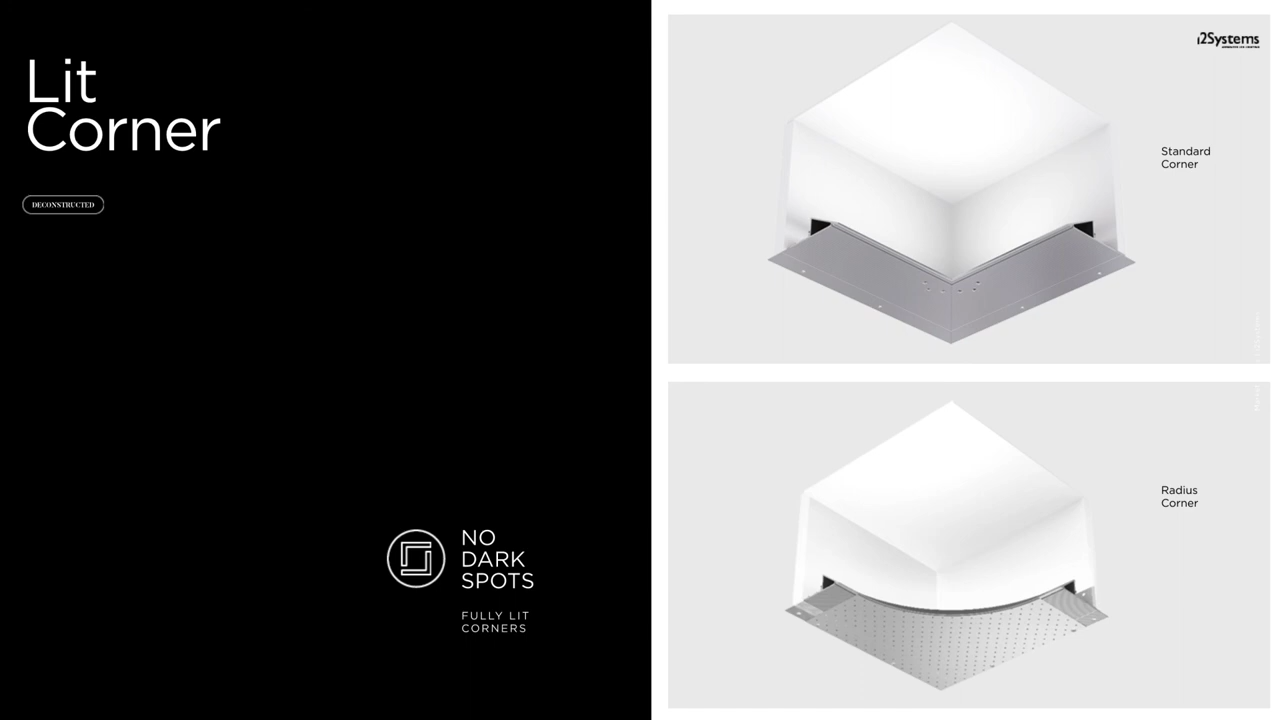 Lit
Corner
DECONSTRUCTED
NO
DARK
SPOTS
FULLY LIT
CORNERS
i2Systems
Standard
Corner
Radius
Corner